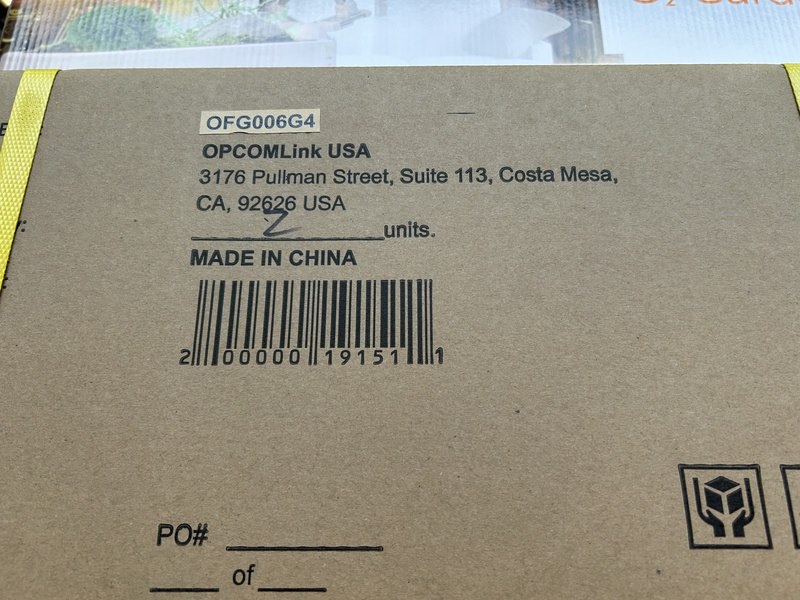 OFG006G4
OPCOMLink USA
3176 Pullman Street, Suite 113, Costa Mesa,
CA, 92626 USA
2 units.
MADE IN CHINA
2 00000 19151 1
PO#
of